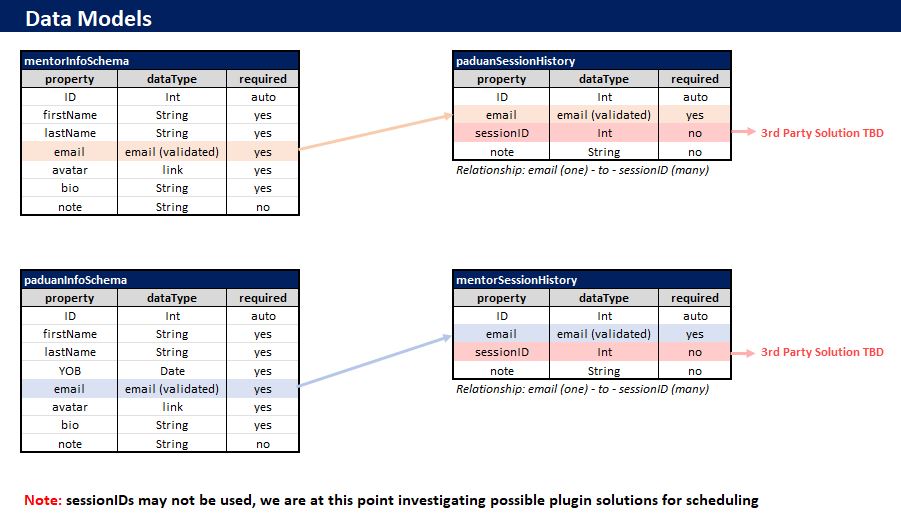 Data Models
mentorInfoSchema
property dataType required
ID Int auto
firstName String yes
lastName String yes
email email (validated) yes
avatar link yes
bio String yes
note String no
paduanSessionHistory
property dataType required
ID Int auto
email email (validated) yes
sessionID Int no
3rd Party Solution TBD
note String no
Relationship: email (one) - to - sessionID (many)
paduanInfoSchema
property dataType required
ID Int auto
firstName String yes
lastName String yes
YOB Date yes
email email (validated) yes
avatar link yes
bio String yes
note String no
mentorSessionHistory
property dataType required
ID Int auto
email email (validated) yes
sessionID Int no
3rd Party Solution TBD
note String no
Relationship: email (one) - to - sessionID (many)
Note: sessionIDs may not be used, we are at this point investigating possible plugin solutions for scheduling